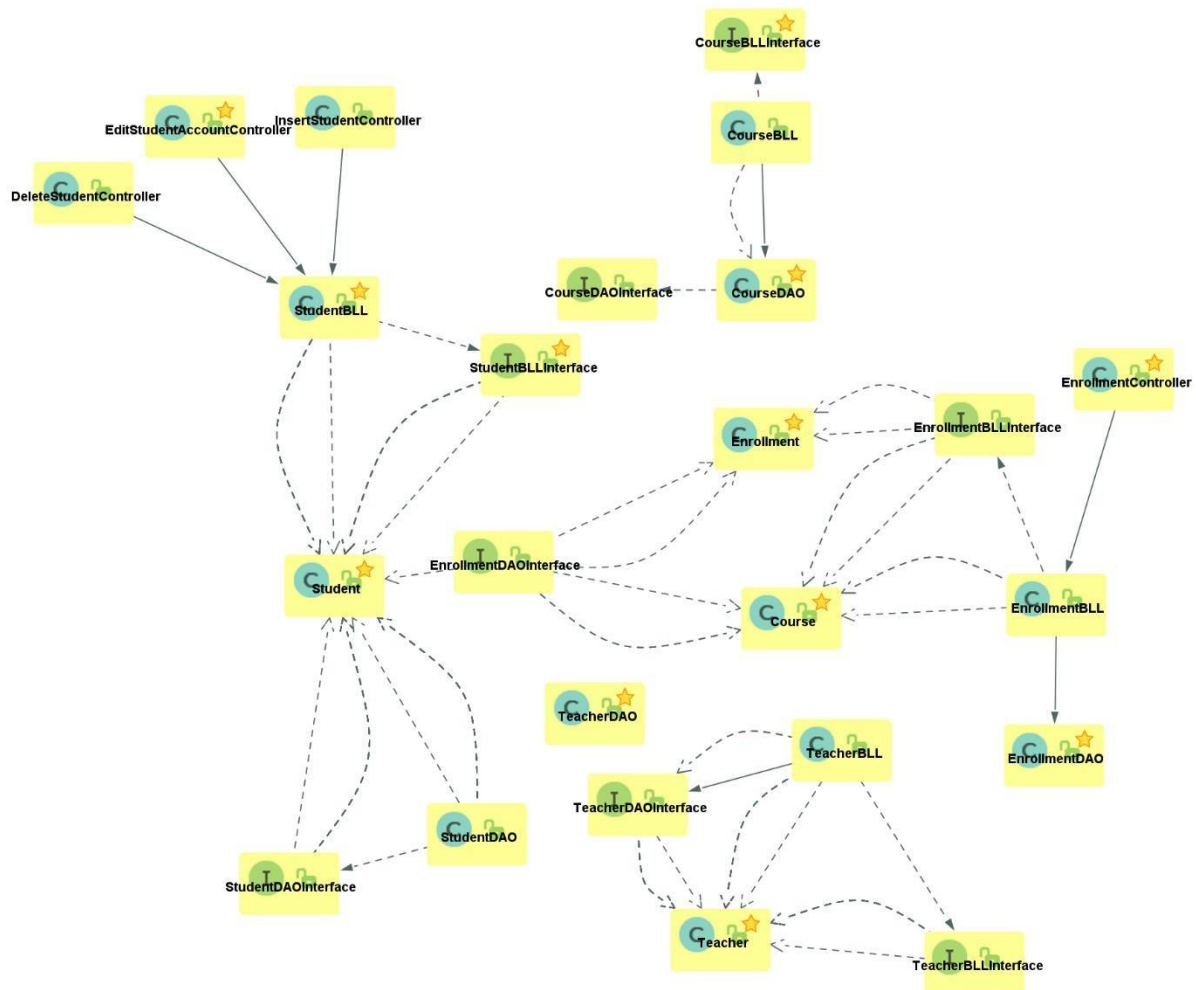 I
CourseBLLInterface
C
EditStudentAccountController
C
InsertStudentController
C
CourseBLL
C
DeleteStudentController
I
CourseDAOInterface
C
CourseDAO
C
StudentBLL
I
StudentBLLInterface
C
EnrollmentController
C
Enrollment
I
EnrollmentBLLInterface
I
EnrollmentDAOInterface
C
Student
C
Course
C
EnrollmentBLL
C
TeacherDAO
C
TeacherBLL
C
EnrollmentDAO
I
TeacherDAOInterface
C
StudentDAO
I
StudentDAOInterface
C
Teacher
I
TeacherBLLInterface